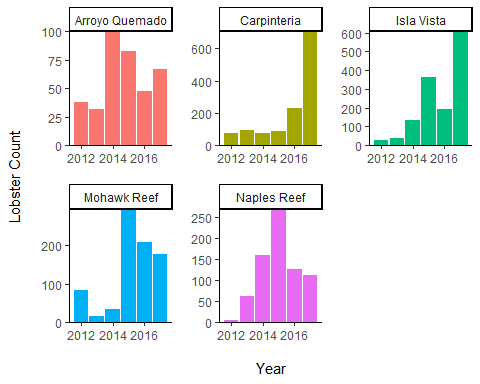 Arroyo Quemado
Carpinteria
Isla Vista
100
75
50
25
0
600
400
200
0
600
500
400
300
200
100
0
2012 2014 2016
2012 2014 2016
2012 2014 2016
Lobster Count
Mohawk Reef
Naples Reef
200
100
0
250
200
150
100
50
0
2012 2014 2016
2012 2014 2016
Year